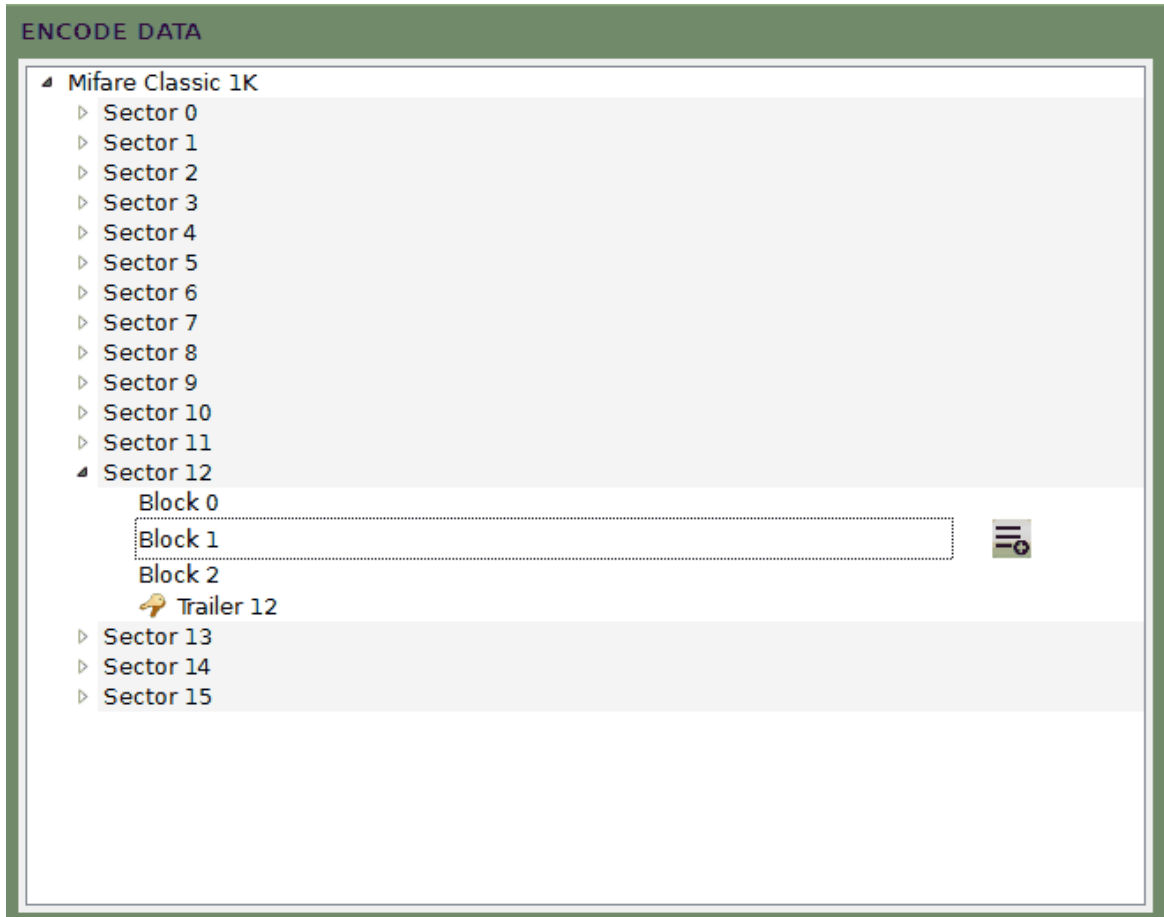 ENCODE DATA
Mifare Classic 1K
Sector 0
Sector 1
Sector 2
Sector 3
Sector 4
Sector 5
Sector 6
Sector 7
Sector 8
Sector 9
Sector 10
Sector 11
Sector 12
Block 0
Block 1
Block 2
Trailer 12
Sector 13
Sector 14
Sector 15